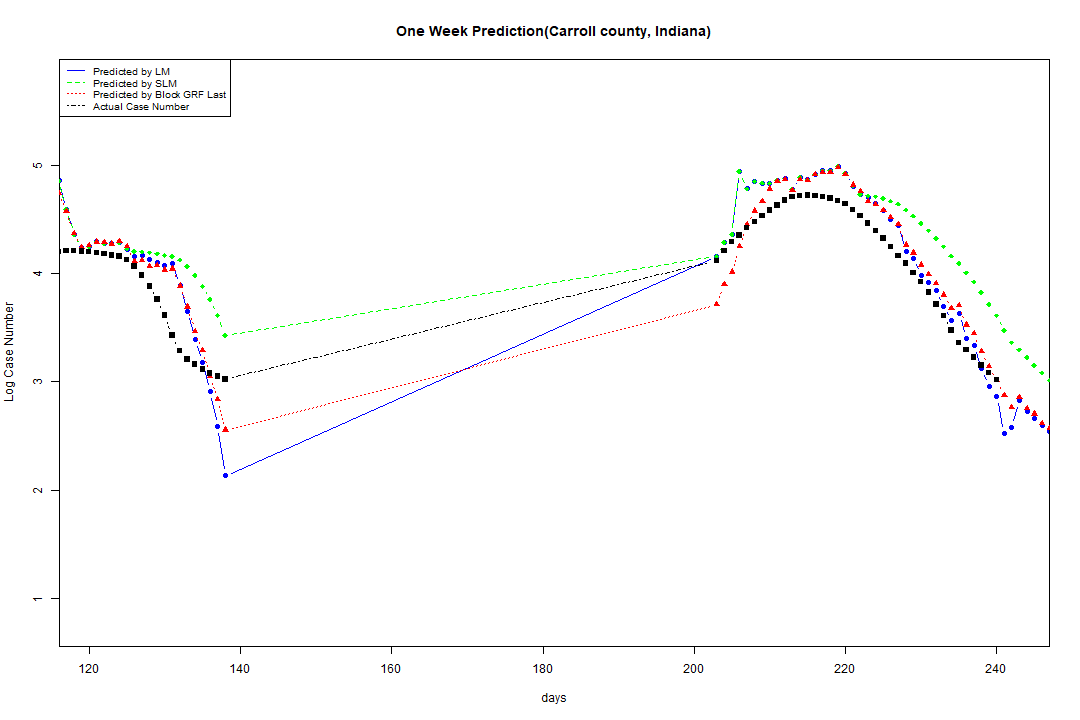 One Week Prediction(Carroll county, Indiana)
Predicted by LM
Predicted by SLM
Predicted by Block GRF Last
Actual Case Number
5
4
3
2
1
Log Case Number
120 140 160 180 200 220 240
days